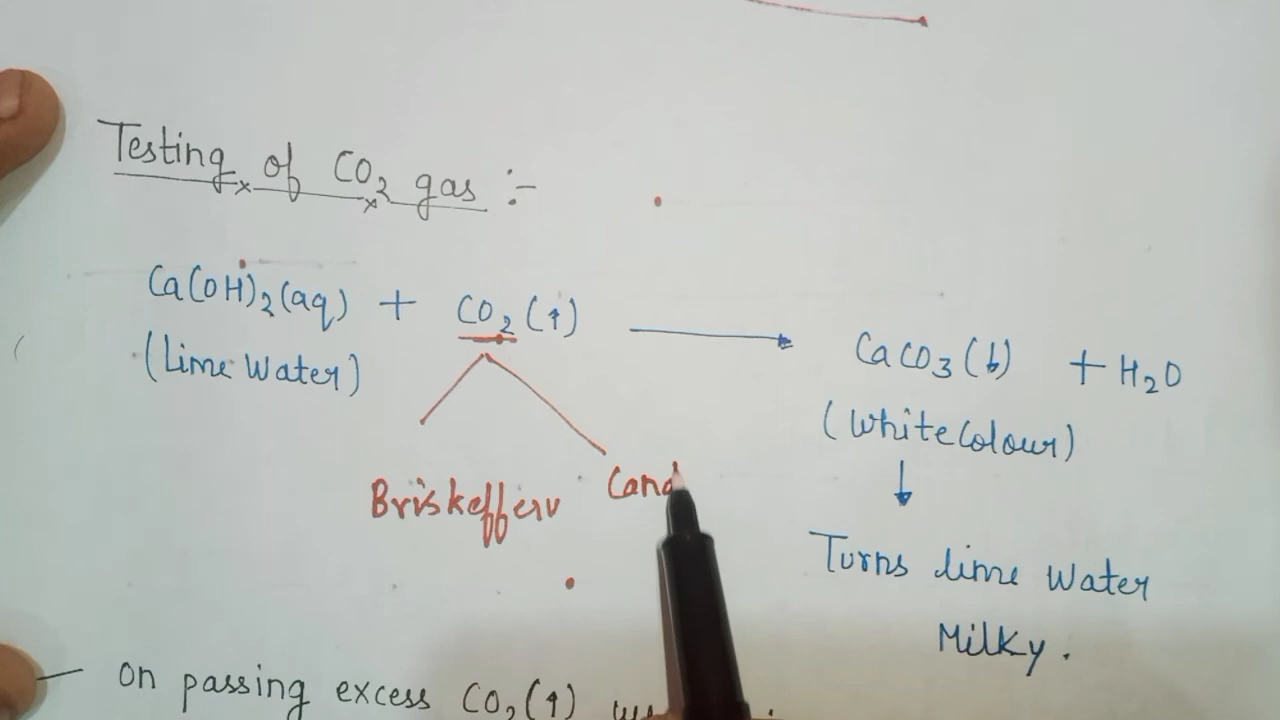 Testing of CO₂ gas :-
Ca(OH)₂(aq) + CO₂(↑) ⟶ CaCO₃(↓) + H₂O
(Lime Water) (White Colour)
↓
Briskefferv Cand
Turns lime water
Milky.
on passing excess CO₂(↑)